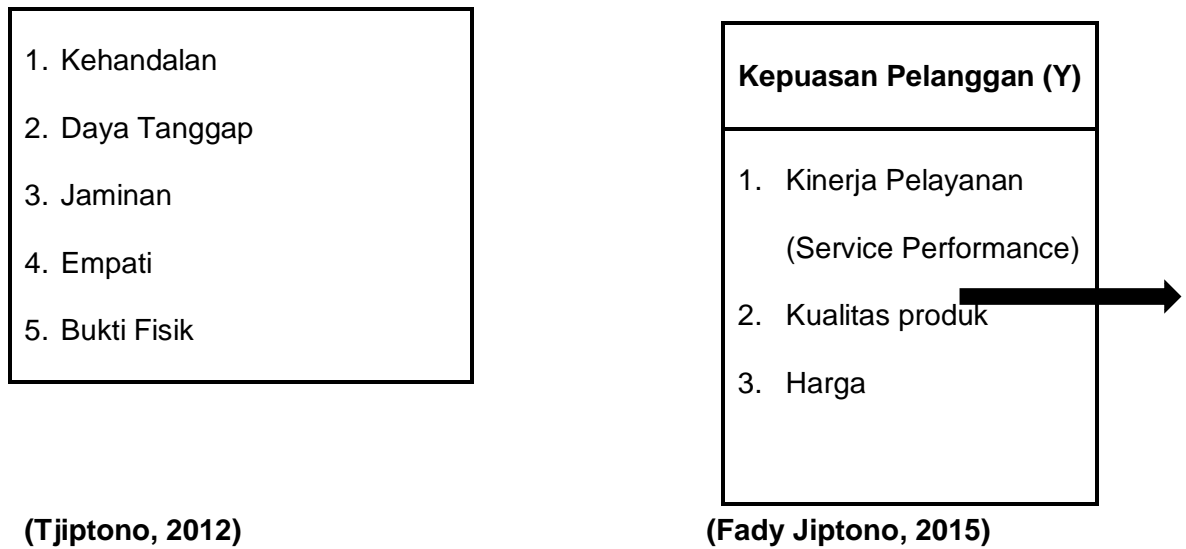 1. Kehandalan
2. Daya Tanggap
3. Jaminan
4. Empati
5. Bukti Fisik
(Tjiptono, 2012)
Kepuasan Pelanggan (Y)
1. Kinerja Pelayanan
(Service Performance)
2. Kualitas produk
3. Harga
(Fady Jiptono, 2015)